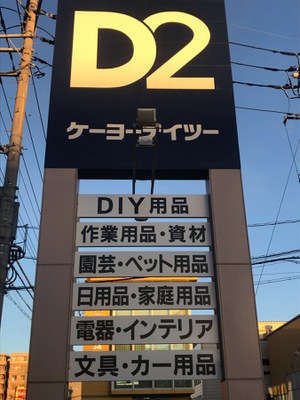 D2
ケーヨーデイツー
DIY用品
作業用品・資材
園芸・ペット用品
日用品・家庭用品
電器・インテリア
文具・カー用品